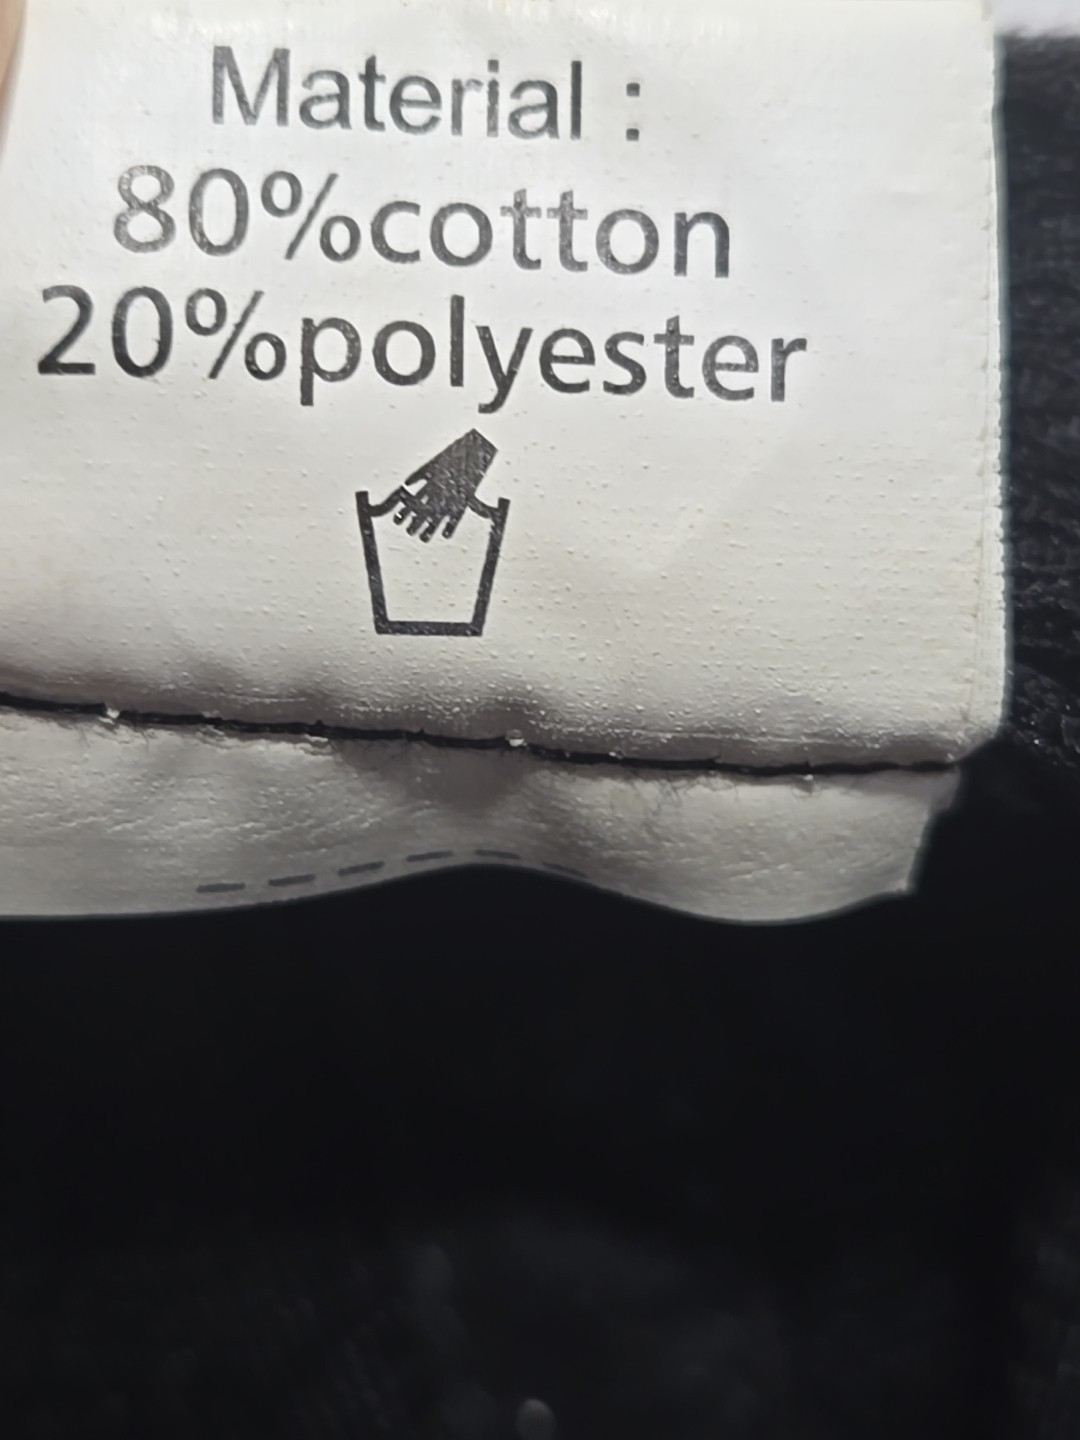 Material :
80%cotton
20%polyester